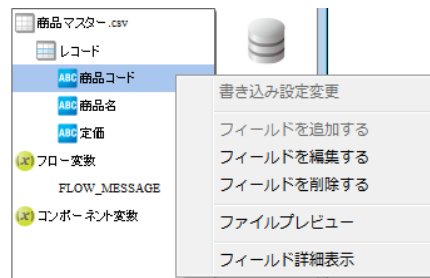 商品マスター.csv
レコード
ABC 商品コード
ABC 商品名
ABC 定価
(x) フロー変数
FLOW_MESSAGE
(x) コンポーネント変数
書き込み設定変更
フィールドを追加する
フィールドを編集する
フィールドを削除する
ファイルプレビュー
フィールド詳細表示